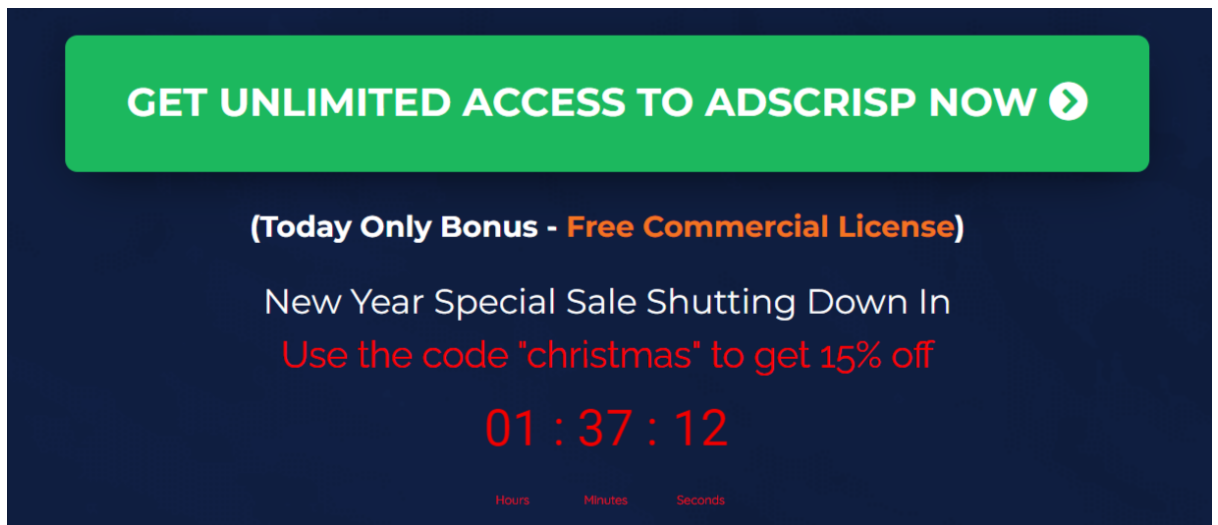 GET UNLIMITED ACCESS TO ADSCRISP NOW
(Today Only Bonus - Free Commercial License)
New Year Special Sale Shutting Down In
Use the code "christmas" to get 15% off
01 : 37 : 12
Hours Minutes Seconds